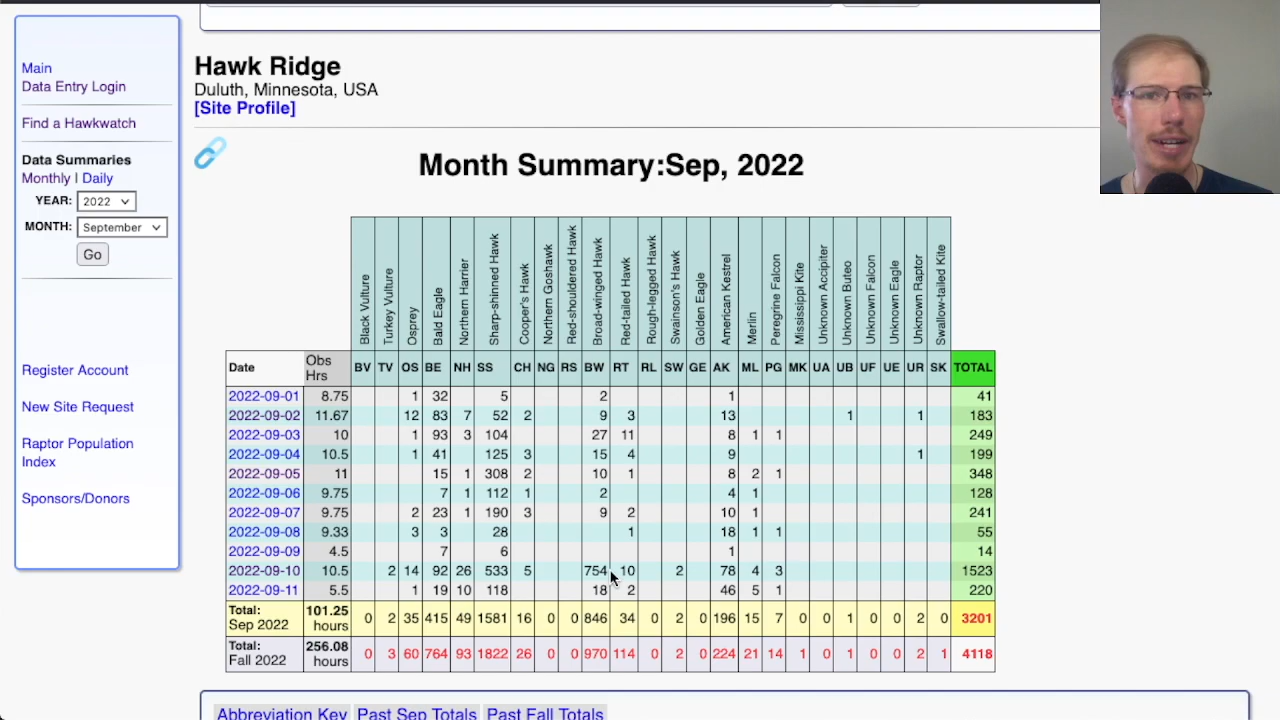 Main
Data Entry Login
Find a Hawkwatch
Data Summaries
Monthly | Daily
YEAR: 2022
MONTH: September
Go
Register Account
New Site Request
Raptor Population
Index
Sponsors/Donors
Hawk Ridge
Duluth, Minnesota, USA
[Site Profile]
Month Summary:Sep, 2022
Black Vulture Turkey Vulture Osprey Bald Eagle Northern Harrier Sharp-shinned Hawk Cooper's Hawk Northern Goshawk Red-shouldered Hawk Broad-winged Hawk Red-tailed Hawk Rough-legged Hawk Swainson's Hawk Golden Eagle American Kestrel Merlin Peregrine Falcon Mississippi Kite Unknown Accipiter Unknown Buteo Unknown Falcon Unknown Eagle Unknown Raptor Swallow-tailed Kite
Date Obs Hrs BV TV OS BE NH SS CH NG RS BW RT RL SW GE AK ML PG MK UA UB UF UE UR SK TOTAL
2022-09-01 8.75 1 32 5 2 1 41
2022-09-02 11.67 12 83 7 52 2 9 3 13 1 1 183
2022-09-03 10 1 93 3 104 27 11 8 1 1 249
2022-09-04 10.5 1 41 125 3 15 4 9 1 199
2022-09-05 11 15 1 308 2 10 1 8 2 1 348
2022-09-06 9.75 7 1 112 1 2 4 1 128
2022-09-07 9.75 2 23 1 190 3 9 2 10 1 241
2022-09-08 9.33 3 3 28 1 18 1 1 55
2022-09-09 4.5 7 6 1 14
2022-09-10 10.5 2 14 92 26 533 5 754 10 2 78 4 3 1523
2022-09-11 5.5 1 19 10 118 18 2 46 5 1 220
Total: Sep 2022 101.25 hours 0 2 35 415 49 1581 16 0 0 846 34 0 2 0 196 15 7 0 0 1 0 0 2 0 3201
Total: Fall 2022 256.08 hours 0 3 60 764 93 1822 26 0 0 970 114 0 2 0 224 21 14 1 0 1 0 0 2 1 4118
Abbreviation Key Past Sep Totals Past Fall Totals